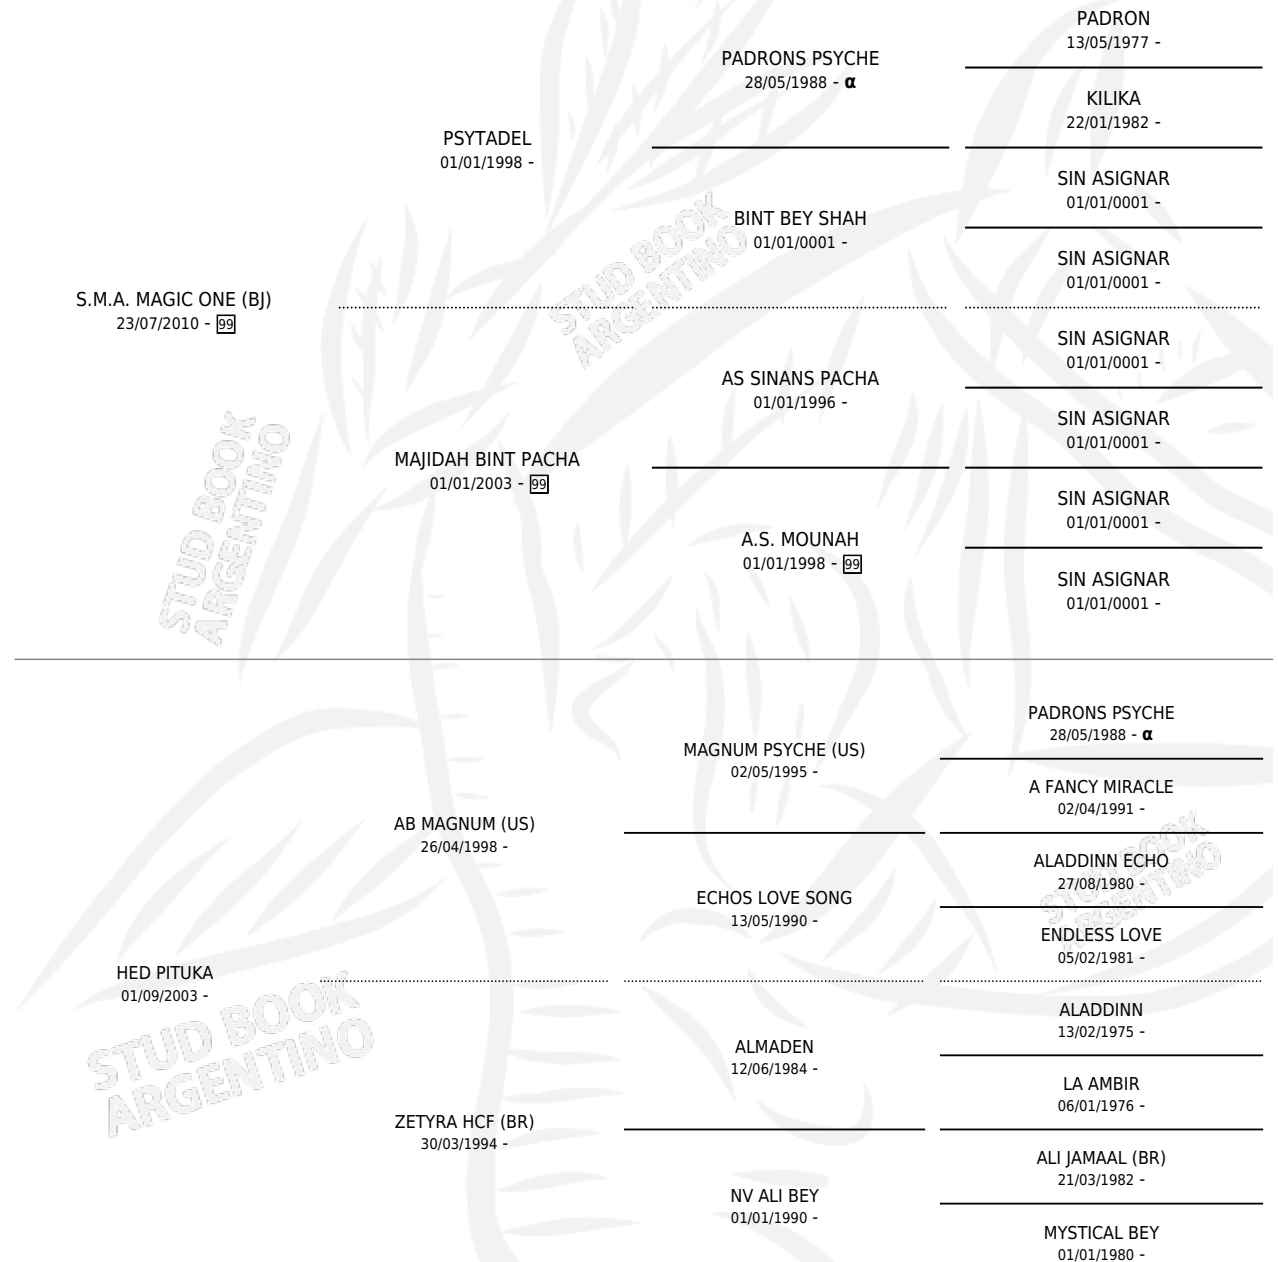 PADRON
13/05/1977 -
PADRONS PSYCHE
28/05/1988 - α
KILIKA
22/01/1982 -
PSYTADEL
01/01/1998 -
SIN ASIGNAR
01/01/0001 -
BINT BEY SHAH
01/01/0001 -
SIN ASIGNAR
01/01/0001 -
S.M.A. MAGIC ONE (BJ)
23/07/2010 - 99
SIN ASIGNAR
01/01/0001 -
AS SINANS PACHA
01/01/1996 -
SIN ASIGNAR
01/01/0001 -
MAJIDAH BINT PACHA
01/01/2003 - 99
SIN ASIGNAR
01/01/0001 -
A.S. MOUNAH
01/01/1998 - 99
SIN ASIGNAR
01/01/0001 -
STUD BOOK
ARGENTINO
STUD BOOK
ARGENTINO
PADRONS PSYCHE
28/05/1988 - α
MAGNUM PSYCHE (US)
02/05/1995 -
A FANCY MIRACLE
02/04/1991 -
AB MAGNUM (US)
26/04/1998 -
ALADDINN ECHO
27/08/1980 -
ECHOS LOVE SONG
13/05/1990 -
ENDLESS LOVE
05/02/1981 -
HED PITUKA
01/09/2003 -
ALADDINN
13/02/1975 -
ALMADEN
12/06/1984 -
LA AMBIR
06/01/1976 -
ZETYRA HCF (BR)
30/03/1994 -
ALI JAMAAL (BR)
21/03/1982 -
NV ALI BEY
01/01/1990 -
MYSTICAL BEY
01/01/1980 -
STUD BOOK
ARGENTINO
STUD BOOK
ARGENTINO